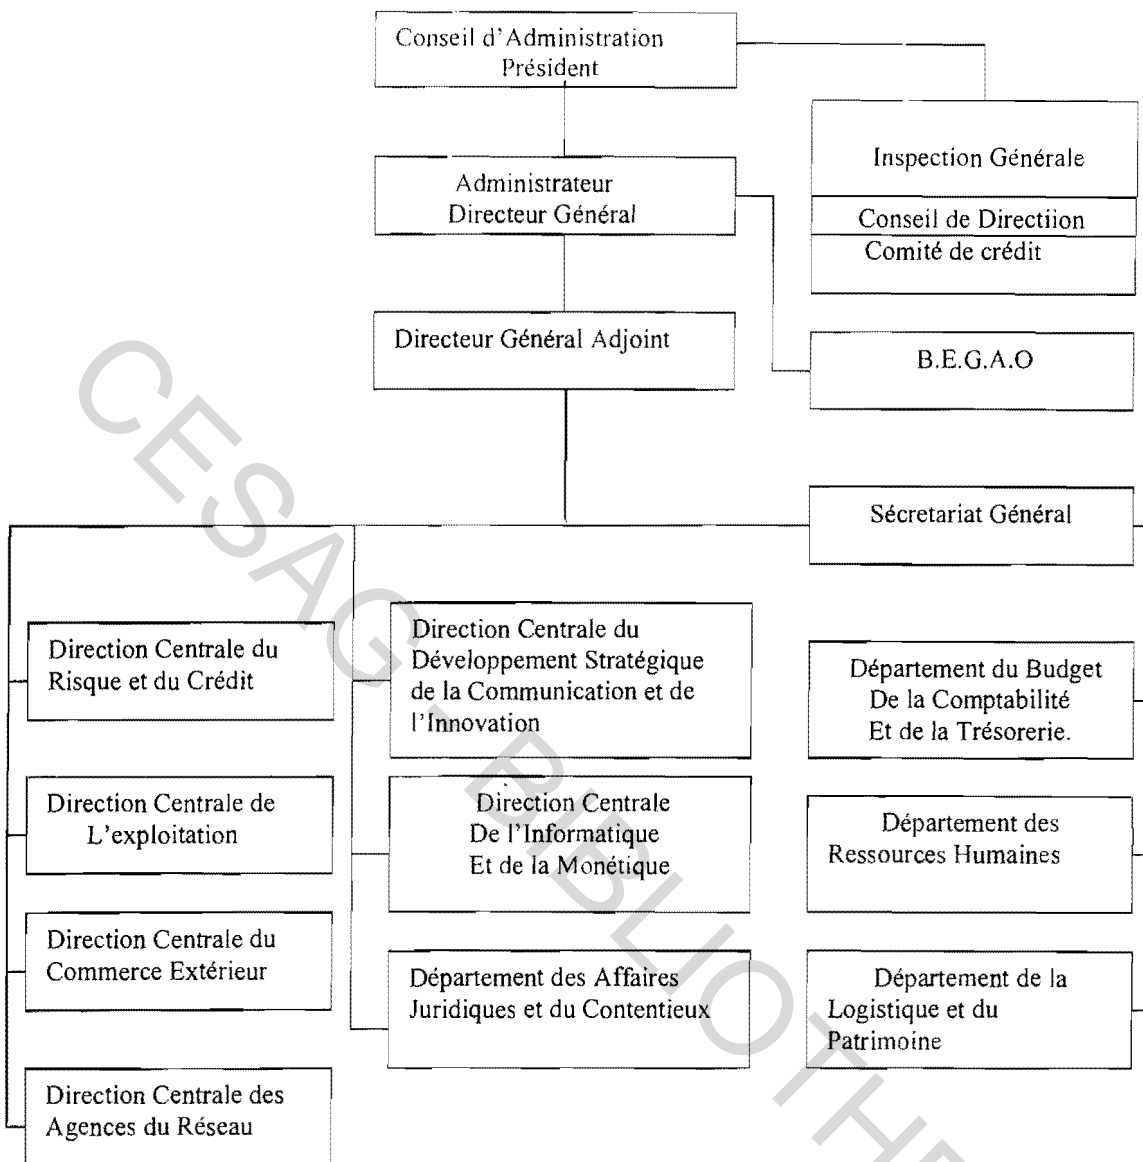 Conseil d'Administration
Président
Inspection Générale
Administrateur
Directeur Général
Conseil de Directiion
Comité de crédit
Directeur Général Adjoint
B.E.G.A.O
Sécretariat Général
Direction Centrale du
Risque et du Crédit
Direction Centrale du
Développement Stratégique
de la Communication et de
l'Innovation
Département du Budget
De la Comptabilité
Et de la Trésorerie.
Direction Centrale de
L'exploitation
Direction Centrale
De l'Informatique
Et de la Monétique
Département des
Ressources Humaines
Direction Centrale du
Commerce Extérieur
Département des Affaires
Juridiques et du Contentieux
Département de la
Logistique et du
Patrimoine
Direction Centrale des
Agences du Réseau
CESAG - BIBLIOTHE